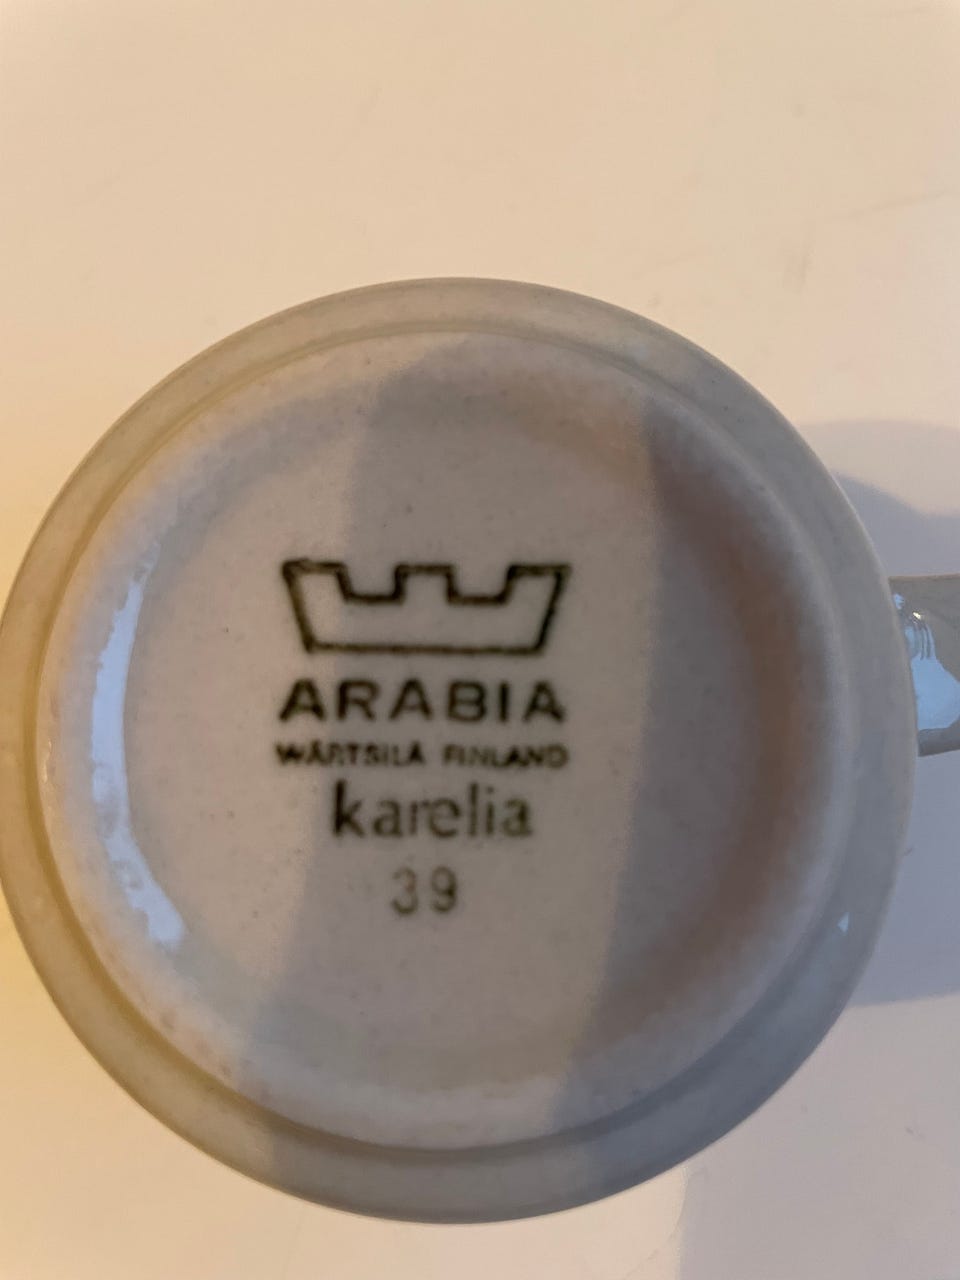 ARABIA
WÄRTSILÄ FINLAND
karelia
39